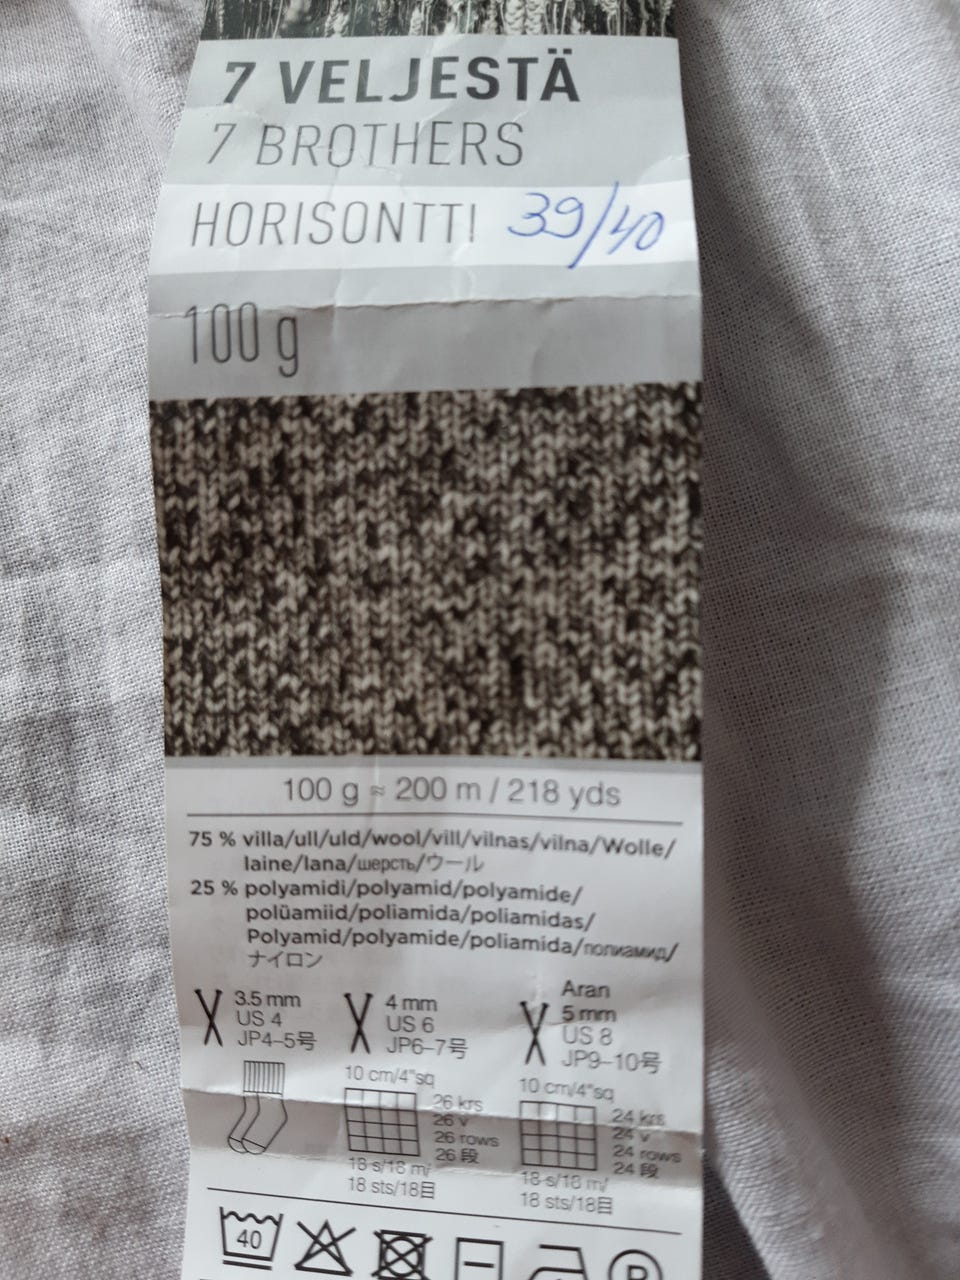 7 VELJESTÄ
7 BROTHERS
HORISONTTI 39/40
100 g
100 g ≈ 200 m / 218 yds
75 % villa/ull/uld/wool/vill/vilnas/vilna/Wolle/
laine/lana/шерсть/ウール
25 % polyamidi/polyamid/polyamide/
polüamiid/poliamida/poliamidas/
Polyamid/polyamide/poliamida/полиамид/
ナイロン
3.5 mm
US 4
JP4–5号
4 mm
US 6
JP6–7号
10 cm/4"sq
26 krs
26 v
26 rows
26 段
18 s/18 m/
18 sts/18目
Aran
5 mm
US 8
JP9–10号
10 cm/4"sq
24 krs
24 v
24 rows
24 段
18 s/18 m/
18 sts/18目
40
P